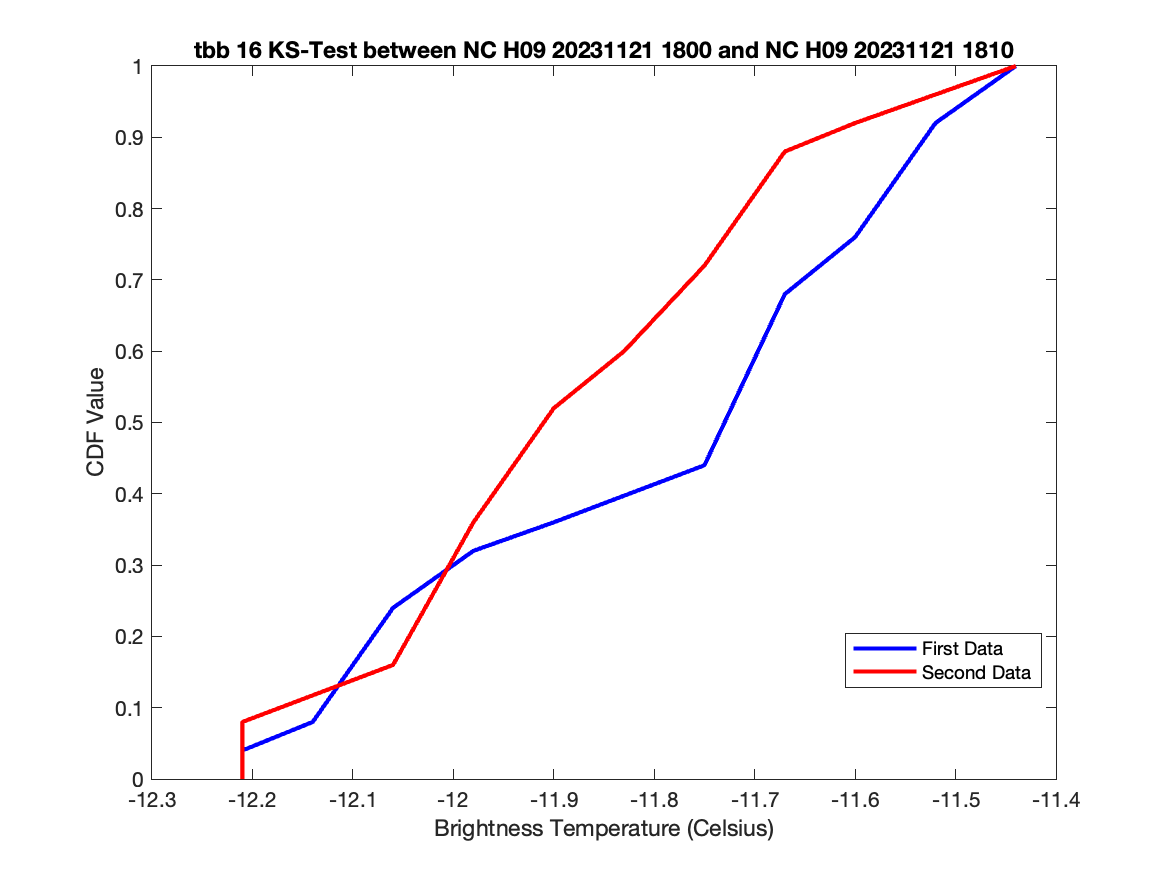 tbb 16 KS-Test between NC H09 20231121 1800 and NC H09 20231121 1810
1
0.9
0.8
0.7
0.6
0.5
0.4
0.3
0.2
0.1
0
CDF Value
First Data
Second Data
-12.3 -12.2 -12.1 -12 -11.9 -11.8 -11.7 -11.6 -11.5 -11.4
Brightness Temperature (Celsius)